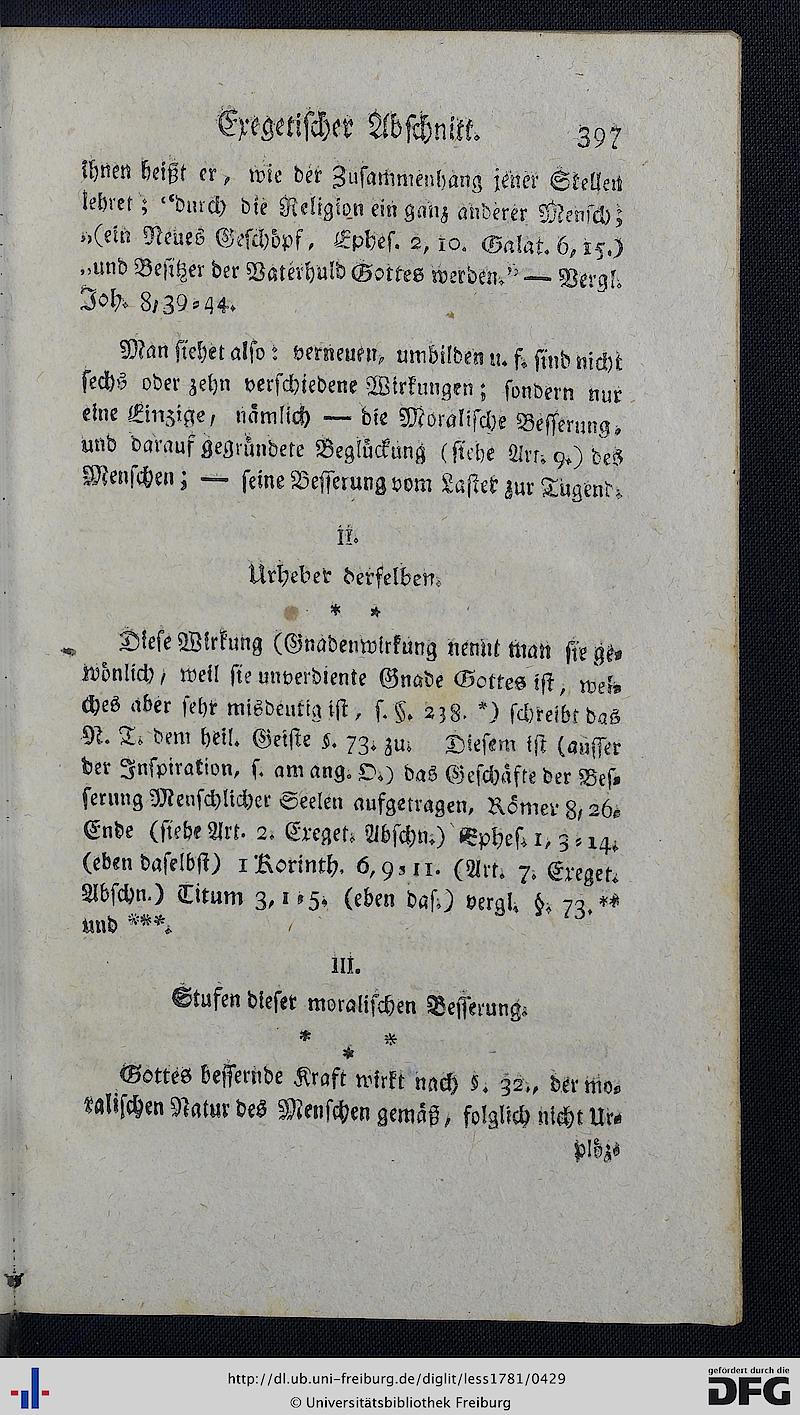 Exegetischer Abschnitt. 397
ihnen heißt er, wie der Zusammenhang jener Stellen
lehret; “durch die Religion ein ganz anderer Mensch;
„(ein Neues Geschöpf, Ephes. 2, 10. Galat. 6, 15.)
„und Besitzer der Vaterhuld Gottes werden.” — Vergl.
Joh. 8, 39=44.
Man siehet also: verneuen, umbilden u. s. sind nicht
sechs oder zehn verschiedene Wirkungen; sondern nur
eine Einzige, nämlich — die Moralische Besserung,
und darauf gegründete Beglückung (siehe Art. 9.) des
Menschen; — seine Besserung vom Laster zur Tugend.
II.
Urheber derselben.
* *
Diese Wirkung (Gnadenwirkung nennt man sie ge=
wönlich, weil sie unverdiente Gnade Gottes ist, wel=
ches aber sehr misdeutig ist, s. §. 238. *) schreibt das
N. T. dem heil. Geiste §. 73. zu. Diesem ist (ausser
der Inspiration, s. am ang. O.) das Geschäfte der Bes=
serung Menschlicher Seelen aufgetragen, Römer 8, 26.
Ende (siehe Art. 2. Exeget. Abschn.) Ephes. 1, 3=14.
(eben daselbst) 1 Korinth. 6, 9=11. (Art. 7. Exeget.
Abschn.) Titum 3, 1=5. (eben das.) vergl. §. 73. **
und ***.
III.
Stufen dieser moralischen Besserung.
* * *
Gottes bessernde Kraft wirkt nach §. 32., der mo=
ralischen Natur des Menschen gemäß, folglich nicht Ur=
plöz=
http://dl.ub.uni-freiburg.de/diglit/less1781/0429
© Universitätsbibliothek Freiburg
gefördert durch die
DFG